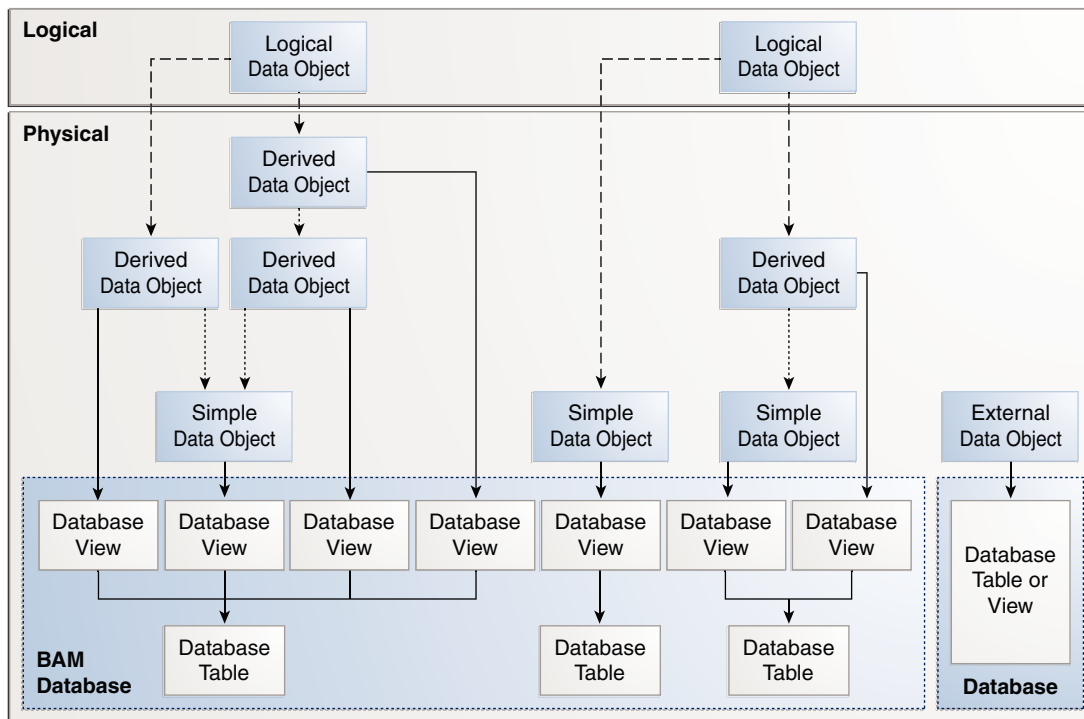 Logical
Logical
Data Object
Logical
Data Object
Physical
Derived
Data Object
Derived
Data Object
Derived
Data Object
Derived
Data Object
Simple
Data Object
Simple
Data Object
Simple
Data Object
External
Data Object
Database
View
Database
View
Database
View
Database
View
Database
View
Database
View
Database
View
Database
Table or
View
Database
Table
Database
Table
Database
Table
BAM
Database
Database